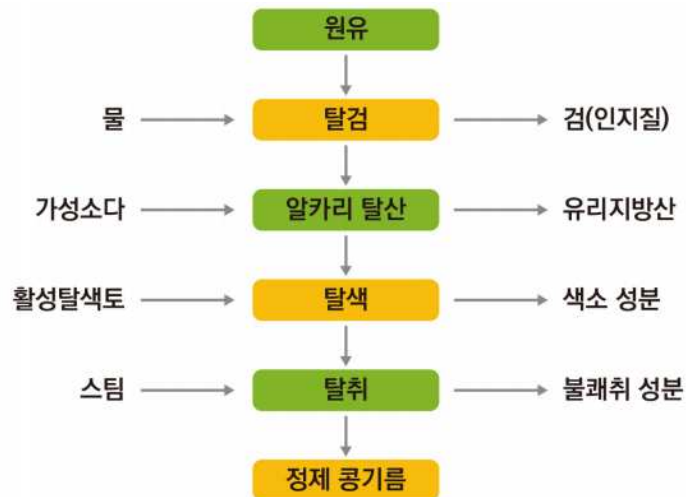 원유
물 탈검 검(인지질)
가성소다 알카리 탈산 유리지방산
활성탈색토 탈색 색소 성분
스팀 탈취 불쾌취 성분
정제 콩기름